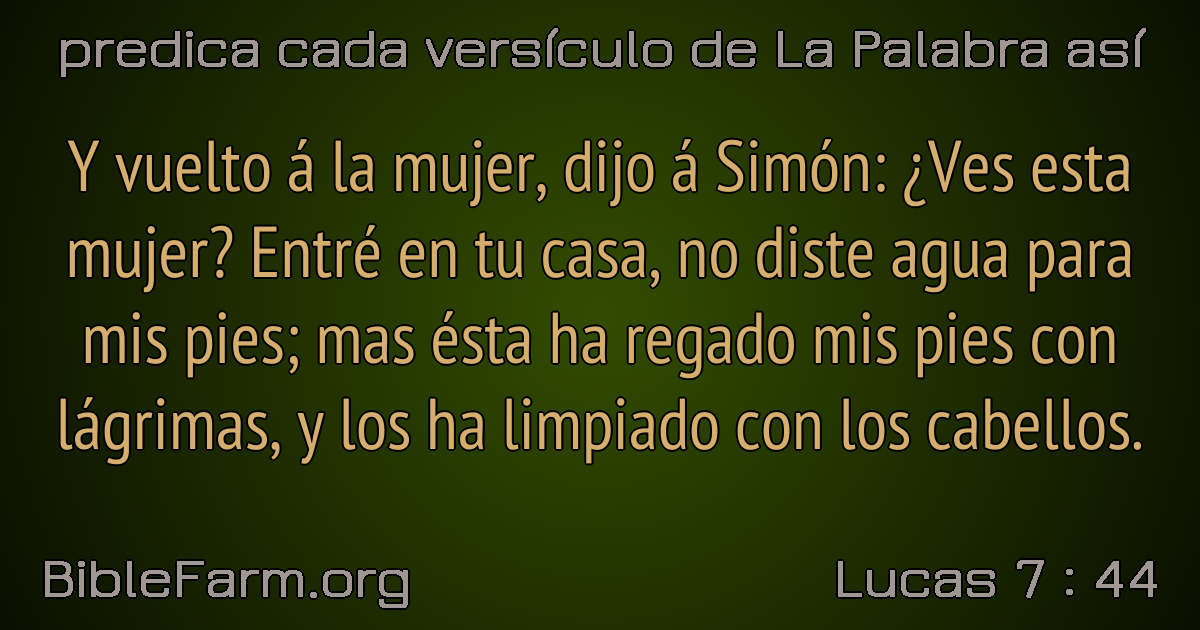 predica cada versículo de La Palabra así
Y vuelto á la mujer, dijo á Simón: ¿Ves esta
mujer? Entré en tu casa, no diste agua para
mis pies; mas ésta ha regado mis pies con
lágrimas, y los ha limpiado con los cabellos.
BibleFarm.org
Lucas 7 : 44